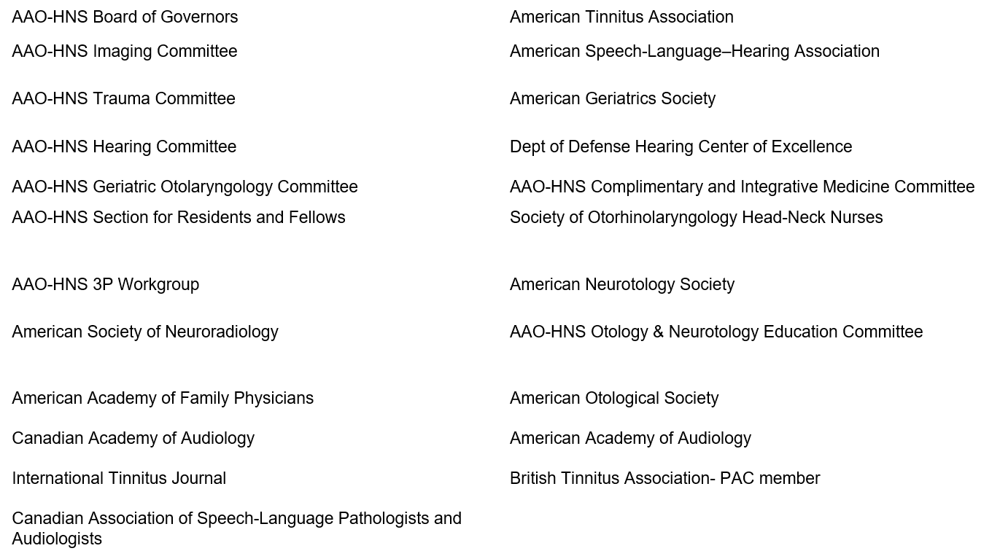 AAO-HNS Board of Governors
American Tinnitus Association
AAO-HNS Imaging Committee
American Speech-Language–Hearing Association
AAO-HNS Trauma Committee
American Geriatrics Society
AAO-HNS Hearing Committee
Dept of Defense Hearing Center of Excellence
AAO-HNS Geriatric Otolaryngology Committee
AAO-HNS Complimentary and Integrative Medicine Committee
AAO-HNS Section for Residents and Fellows
Society of Otorhinolaryngology Head-Neck Nurses
AAO-HNS 3P Workgroup
American Neurotology Society
American Society of Neuroradiology
AAO-HNS Otology & Neurotology Education Committee
American Academy of Family Physicians
American Otological Society
Canadian Academy of Audiology
American Academy of Audiology
International Tinnitus Journal
British Tinnitus Association- PAC member
Canadian Association of Speech-Language Pathologists and
Audiologists